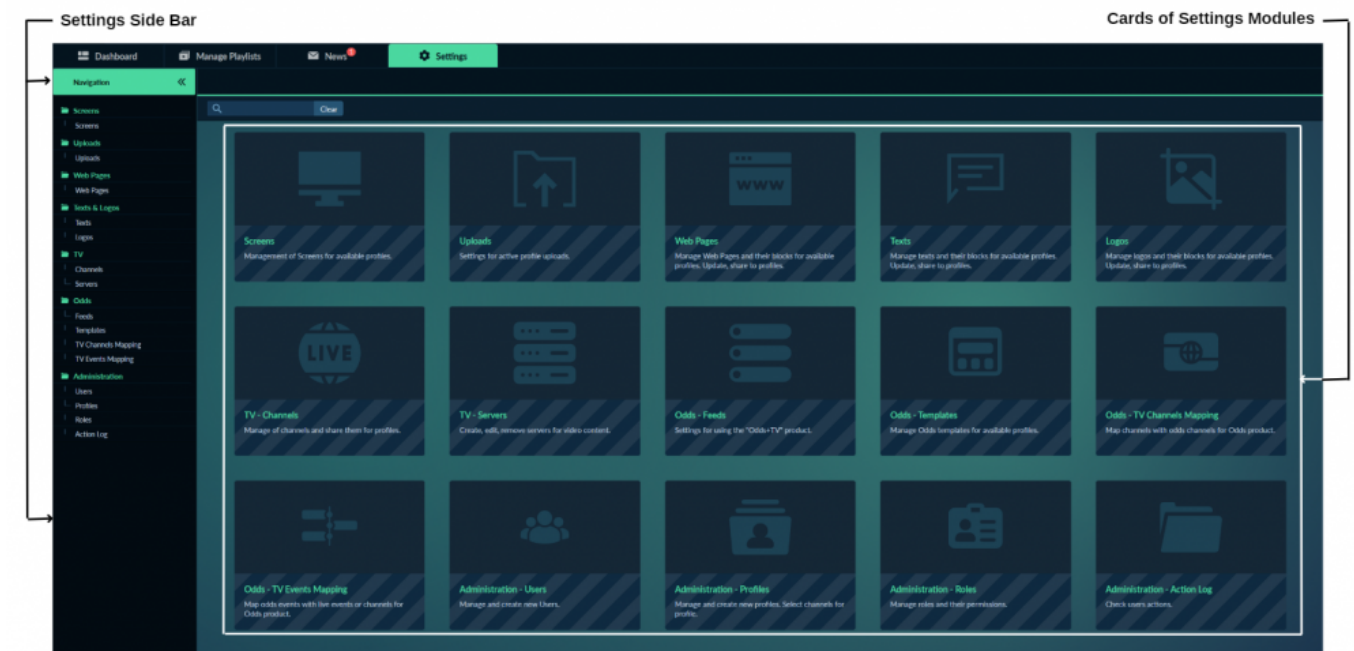 Settings Side Bar
Cards of Settings Modules
Dashboard
Manage Playlists
News
Settings
Navigation
Clear
Screens
Screens
Uploads
Uploads
Web Pages
Web Pages
Texts & Logos
Texts
Logos
TV
Channels
Servers
Odds
Feeds
Templates
TV Channels Mapping
TV Events Mapping
Administration
Users
Profiles
Roles
Action Log
Screens
Management of Screens for available profiles.
Uploads
Settings for active profile uploads.
WWW
Web Pages
Manage Web Pages and their blocks for available
profiles. Update, share to profiles.
Texts
Manage texts and their blocks for available profiles.
Update, share to profiles.
Logos
Manage logos and their blocks for available profiles.
Update, share to profiles.
LIVE
TV - Channels
Manage of channels and share them for profiles.
TV - Servers
Create, edit, remove servers for video content.
Odds - Feeds
Settings for using the "Odds+TV" product.
Odds - Templates
Manage Odds templates for available profiles.
Odds - TV Channels Mapping
Map channels with odds channels for Odds product.
Odds - TV Events Mapping
Map odds events with live events or channels for
Odds product.
Administration - Users
Manage and create new Users.
Administration - Profiles
Manage and create new profiles. Select channels for
profile.
Administration - Roles
Manage roles and their permissions.
Administration - Action Log
Check users actions.